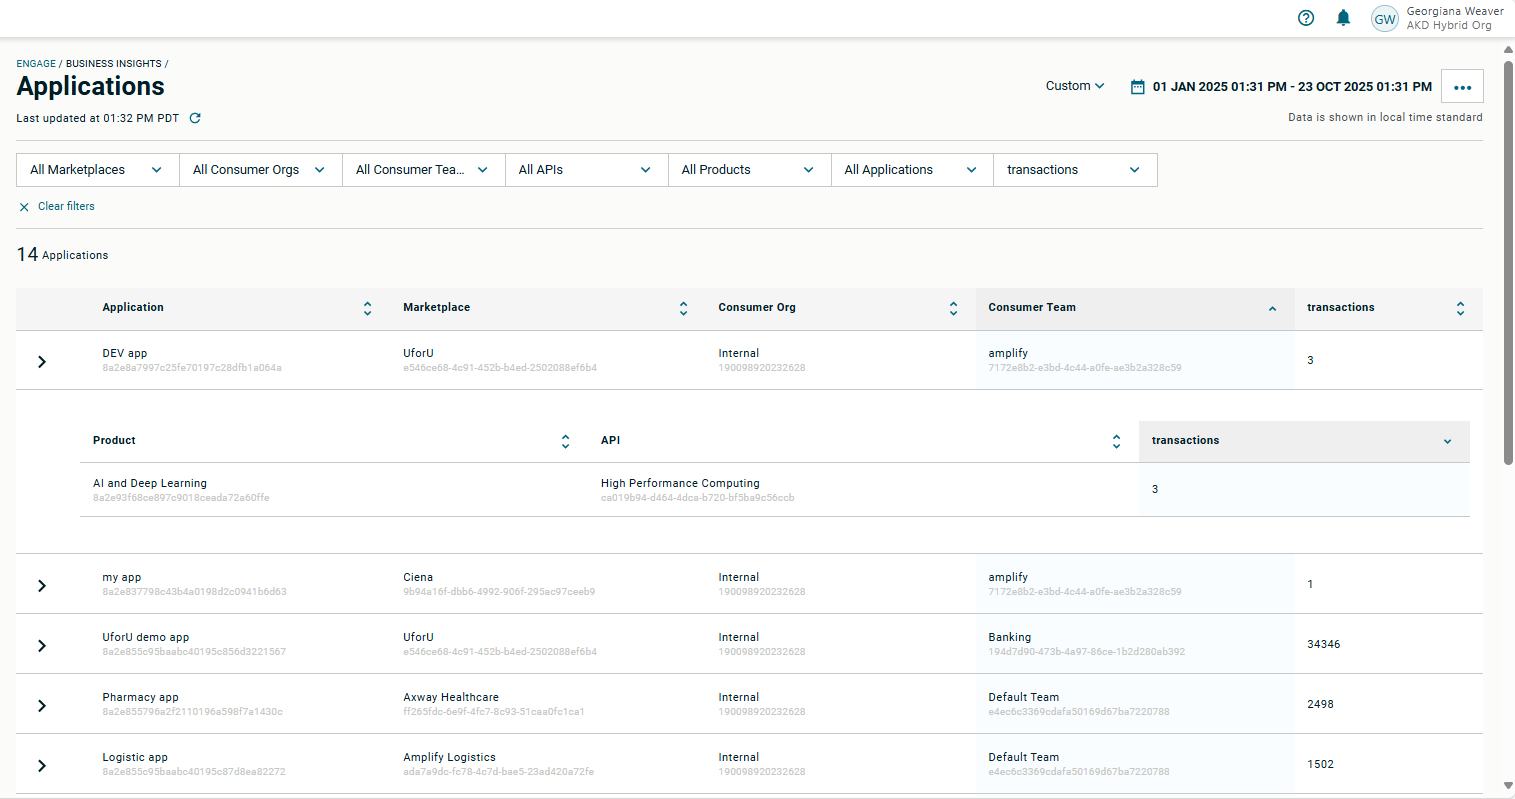 GW
Georgiana Weaver
AKD Hybrid Org
ENGAGE / BUSINESS INSIGHTS /
Applications
Last updated at 01:32 PM PDT
Custom
01 JAN 2025 01:31 PM - 23 OCT 2025 01:31 PM
Data is shown in local time standard
All Marketplaces All Consumer Orgs All Consumer Tea... All APIs All Products All Applications transactions
Clear filters
14 Applications
Application Marketplace Consumer Org Consumer Team transactions
DEV app UforU Internal amplify 3
8a2e8a7997c25fe70197c28dfb1a064a e546ce68-4c91-452b-b4ed-2502088ef6b4 190098920232628 7172e8b2-e3bd-4c44-a0fe-ae3b2a328c59
Product API transactions
AI and Deep Learning High Performance Computing 3
8a2e93f68ce897c9018ceada72a60ffe ca019b94-d464-4dca-b720-bf5ba9c56ccb
my app Ciena Internal amplify 1
8a2e837798c43b4a0198d2c0941b6d63 9b94a16f-dbb6-4992-906f-295ac97ceeb9 190098920232628 7172e8b2-e3bd-4c44-a0fe-ae3b2a328c59
UforU demo app UforU Internal Banking 34346
8a2e855c95baabc40195c856d3221567 e546ce68-4c91-452b-b4ed-2502088ef6b4 190098920232628 194d7d90-473b-4a97-86ce-1b2d280ab392
Pharmacy app Axway Healthcare Internal Default Team 2498
8a2e855796a2f2110196a598f7a1430c ff265fdc-6e9f-4fc7-8c93-51caa0fc1ca1 190098920232628 e4ec6c3369cdafa50169d67ba7220788
Logistic app Amplify Logistics Internal Default Team 1502
8a2e855c95baabc40195c87d8ea82272 ada7a9dc-fc78-4c7d-bae5-23ad420a72fe 190098920232628 e4ec6c3369cdafa50169d67ba7220788